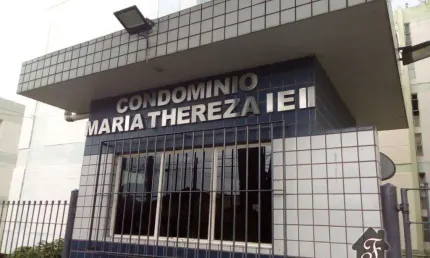 CONDOMINIO
MARIA THEREZA I E II
F